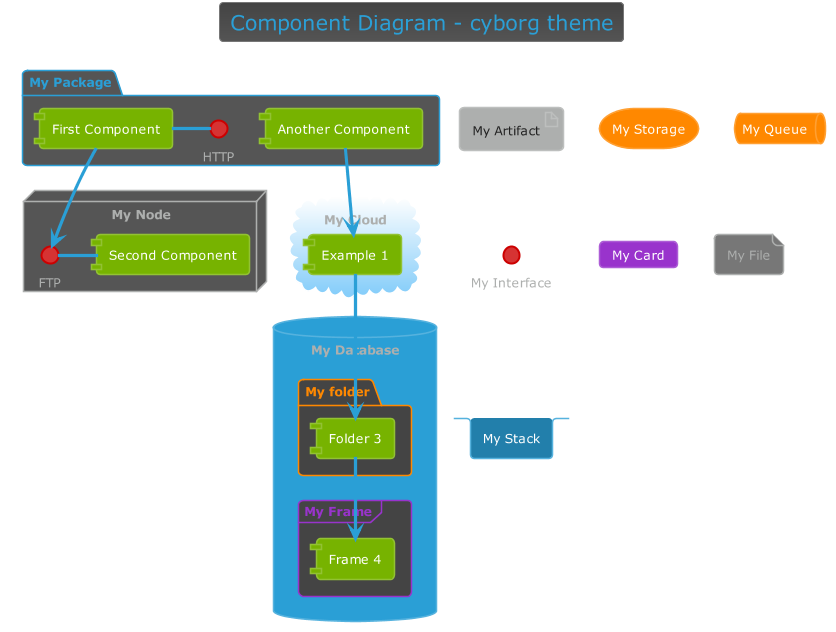 Component Diagram - cyborg theme
My Package
First Component
HTTP
Another Component
My Artifact
My Storage
My Queue
My Node
FTP
Second Component
My Cloud
Example 1
My Interface
My Card
My File
My Database
My folder
Folder 3
My Stack
My Frame
Frame 4